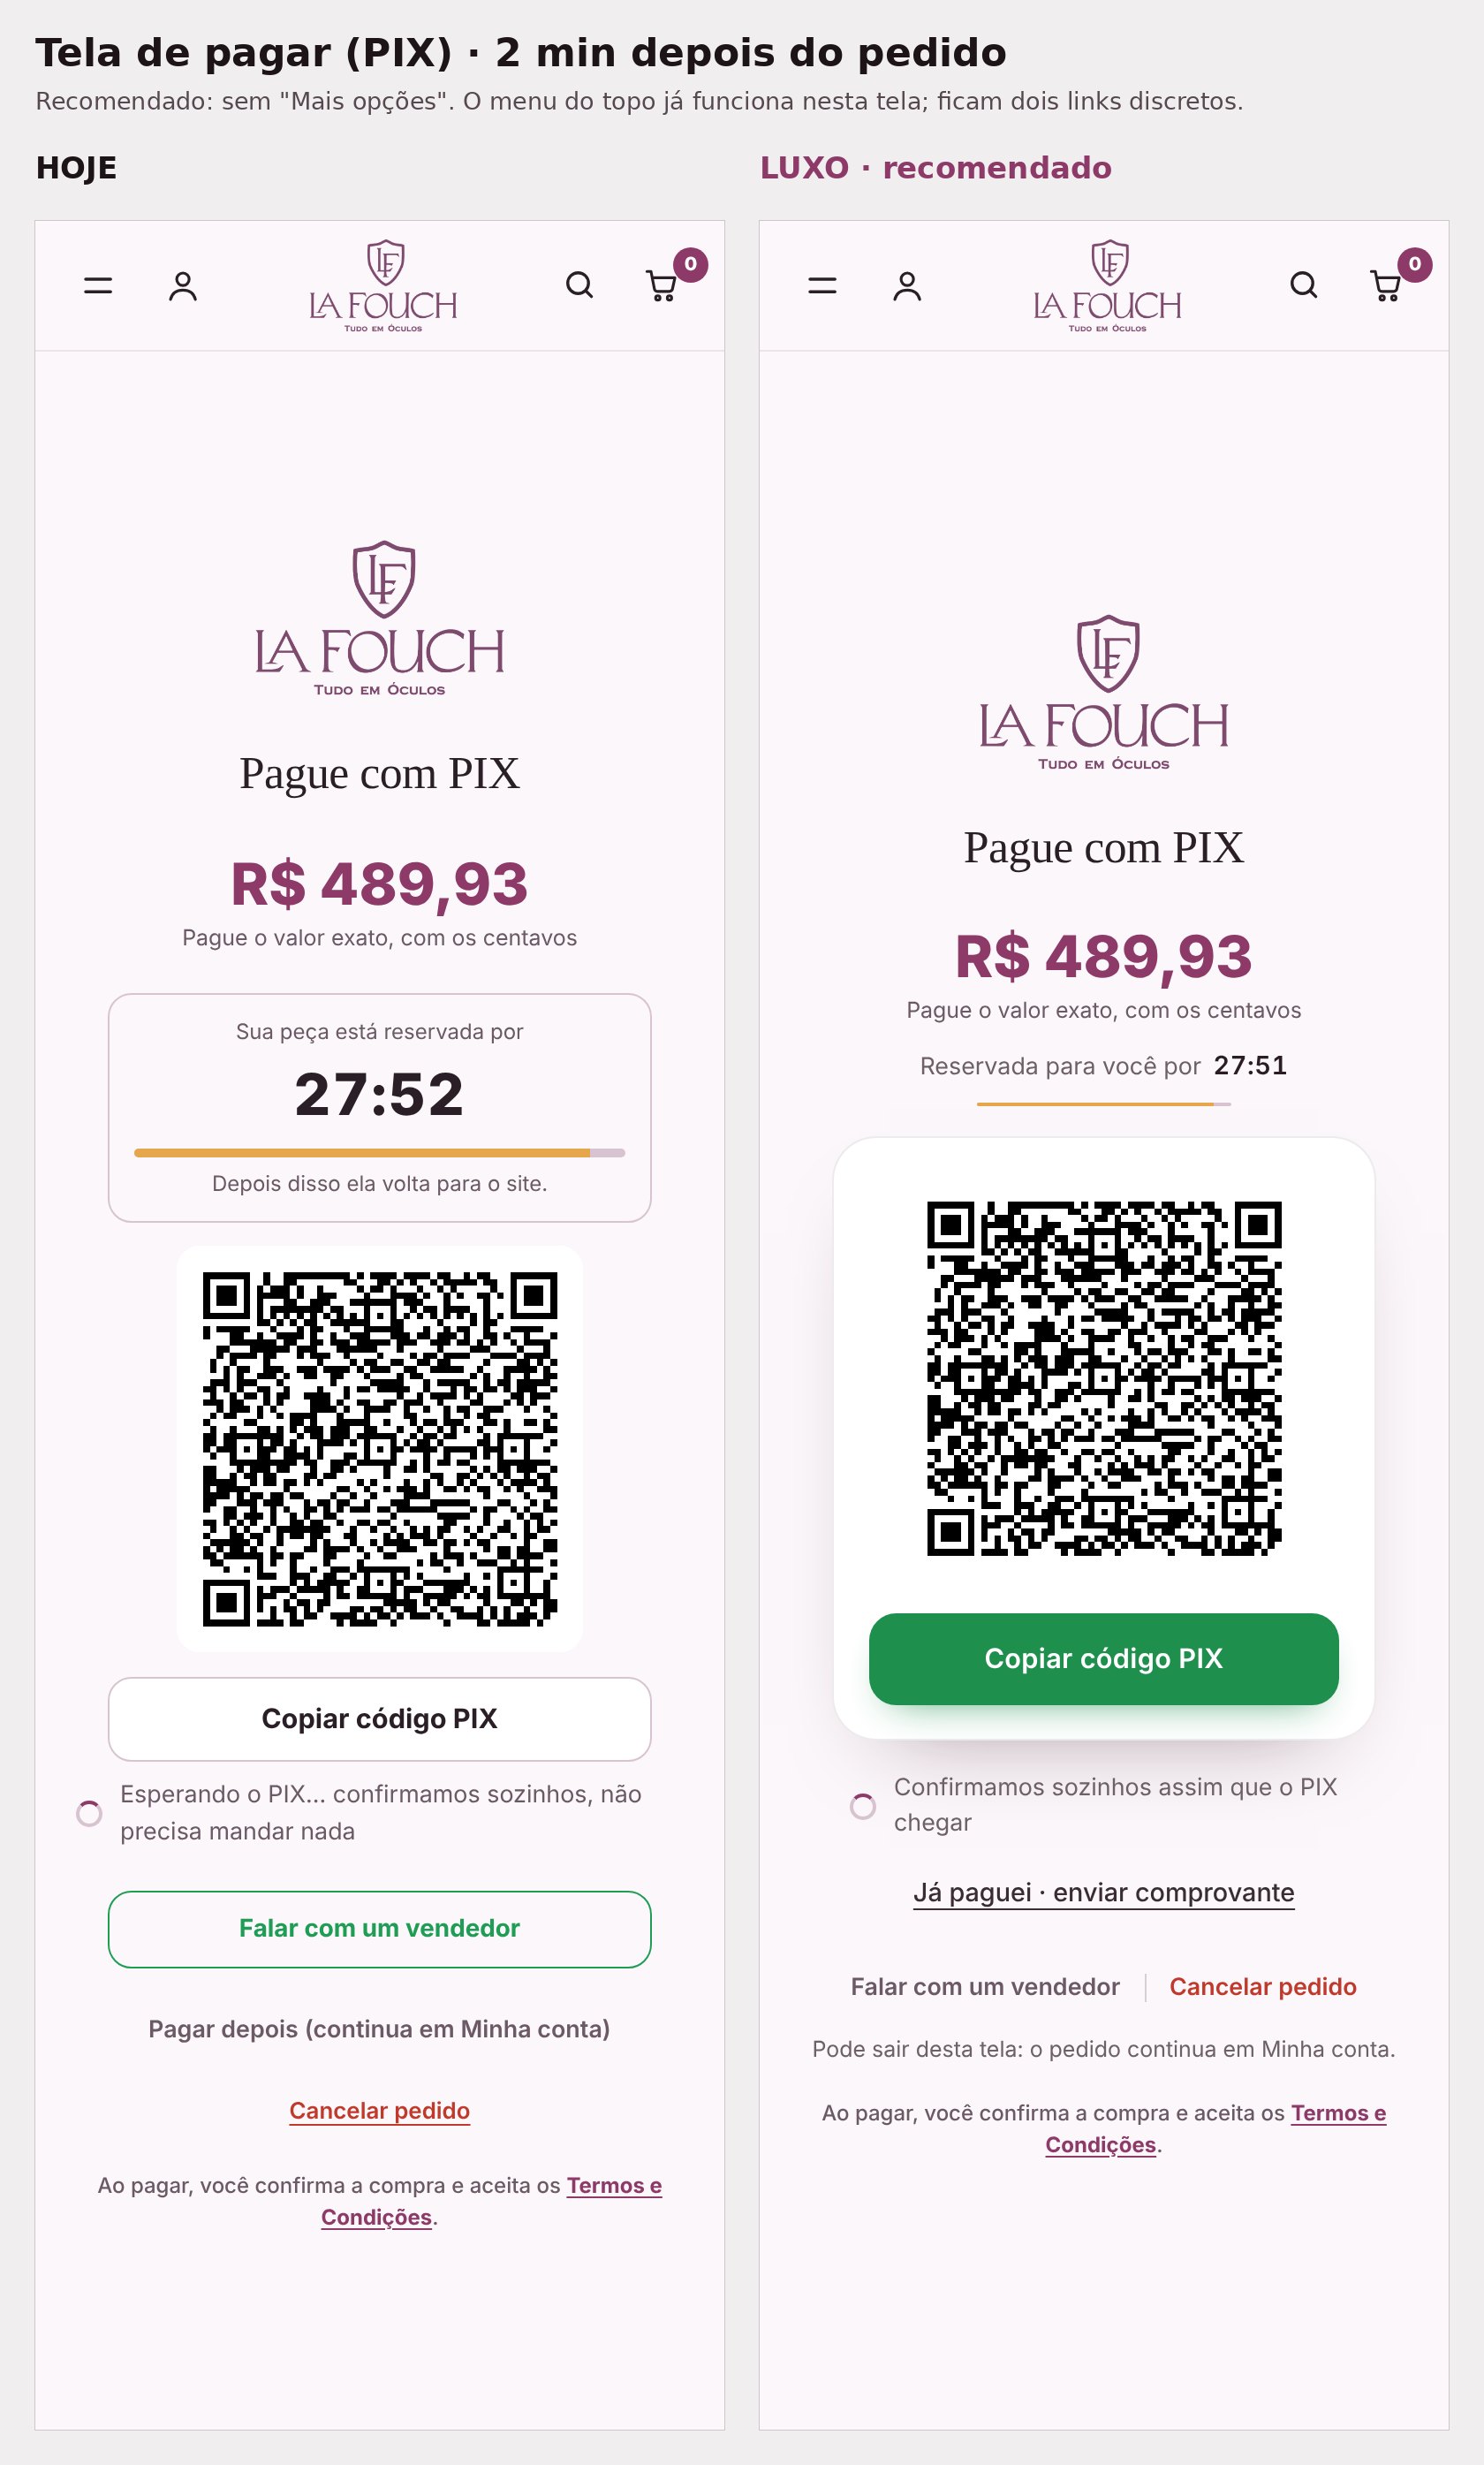 Tela de pagar (PIX) · 2 min depois do pedido
Recomendado: sem "Mais opções". O menu do topo já funciona nesta tela; ficam dois links discretos.
HOJE
LF
LA FOUCH
TUDO EM ÓCULOS
0
LF
LA FOUCH
TUDO EM ÓCULOS
Pague com PIX
R$ 489,93
Pague o valor exato, com os centavos
Sua peça está reservada por
27:52
Depois disso ela volta para o site.
Copiar código PIX
Esperando o PIX... confirmamos sozinhos, não
precisa mandar nada
Falar com um vendedor
Pagar depois (continua em Minha conta)
Cancelar pedido
Ao pagar, você confirma a compra e aceita os Termos e
Condições.
LUXO · recomendado
LF
LA FOUCH
TUDO EM ÓCULOS
0
LF
LA FOUCH
TUDO EM ÓCULOS
Pague com PIX
R$ 489,93
Pague o valor exato, com os centavos
Reservada para você por 27:51
Copiar código PIX
Confirmamos sozinhos assim que o PIX
chegar
Já paguei · enviar comprovante
Falar com um vendedor
Cancelar pedido
Pode sair desta tela: o pedido continua em Minha conta.
Ao pagar, você confirma a compra e aceita os Termos e
Condições.